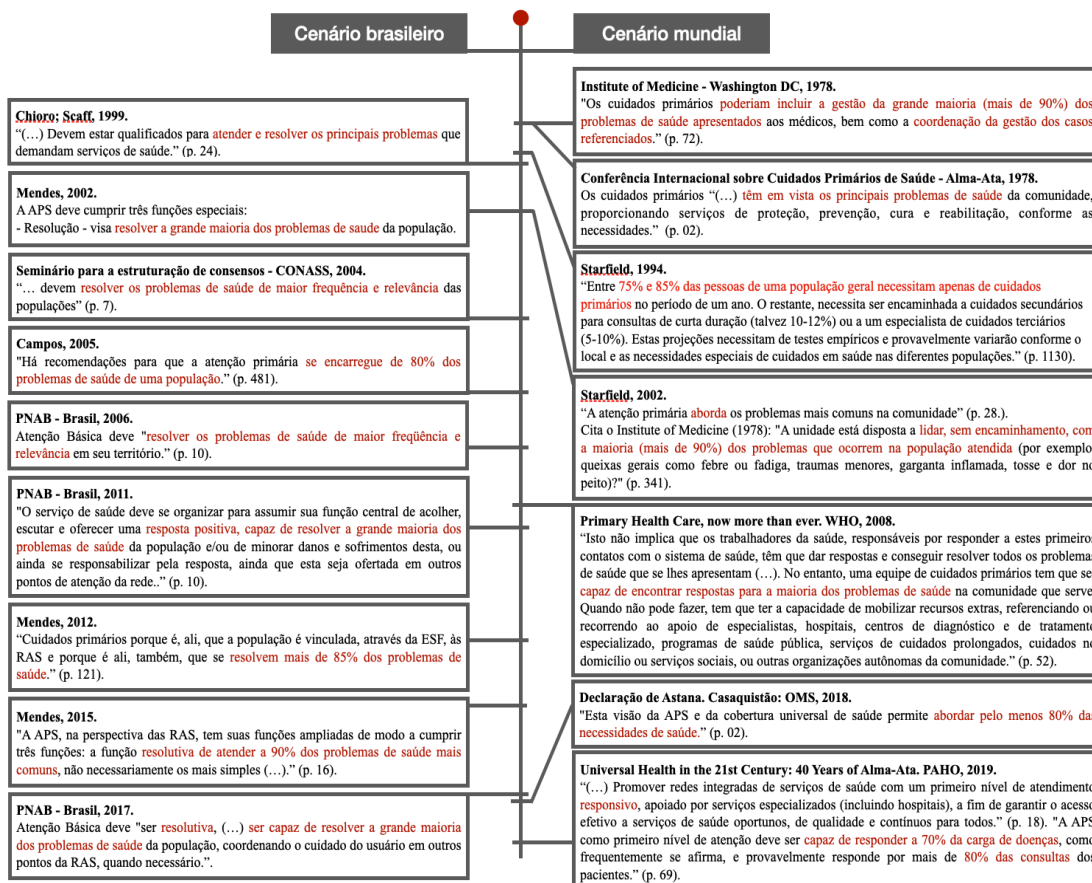 Cenário brasileiro
Chioro; Scaff, 1999.
“(…) Devem estar qualificados para atender e resolver os principais problemas que
demandam serviços de saúde.” (p. 24).
Mendes, 2002.
A APS deve cumprir três funções especiais:
- Resolução - visa resolver a grande maioria dos problemas de saude da população.
Seminário para a estruturação de consensos - CONASS, 2004.
“… devem resolver os problemas de saúde de maior frequência e relevância das
populações” (p. 7).
Campos, 2005.
"Há recomendações para que a atenção primária se encarregue de 80% dos
problemas de saúde de uma população.” (p. 481).
PNAB - Brasil, 2006.
Atenção Básica deve "resolver os problemas de saúde de maior freqüência e
relevância em seu território.” (p. 10).
PNAB - Brasil, 2011.
"O serviço de saúde deve se organizar para assumir sua função central de acolher,
escutar e oferecer uma resposta positiva, capaz de resolver a grande maioria dos
problemas de saúde da população e/ou de minorar danos e sofrimentos desta, ou
ainda se responsabilizar pela resposta, ainda que esta seja ofertada em outros
pontos de atenção da rede..” (p. 10).
Mendes, 2012.
“Cuidados primários porque é, ali, que a população é vinculada, através da ESF, às
RAS e porque é ali, também, que se resolvem mais de 85% dos problemas de
saúde.” (p. 121).
Mendes, 2015.
"A APS, na perspectiva das RAS, tem suas funções ampliadas de modo a cumprir
três funções: a função resolutiva de atender a 90% dos problemas de saúde mais
comuns, não necessariamente os mais simples (…).” (p. 16).
PNAB - Brasil, 2017.
Atenção Básica deve "ser resolutiva, (…) ser capaz de resolver a grande maioria
dos problemas de saúde da população, coordenando o cuidado do usuário em outros
pontos da RAS, quando necessário.”.
Cenário mundial
Institute of Medicine - Washington DC, 1978.
"Os cuidados primários poderiam incluir a gestão da grande maioria (mais de 90%) dos
problemas de saúde apresentados aos médicos, bem como a coordenação da gestão dos casos
referenciados.” (p. 72).
Conferência Internacional sobre Cuidados Primários de Saúde - Alma-Ata, 1978.
Os cuidados primários “(…) têm em vista os principais problemas de saúde da comunidade,
proporcionando serviços de proteção, prevenção, cura e reabilitação, conforme as
necessidades.” (p. 02).
Starfield, 1994.
“Entre 75% e 85% das pessoas de uma população geral necessitam apenas de cuidados
primários no período de um ano. O restante, necessita ser encaminhada a cuidados secundários
para consultas de curta duração (talvez 10-12%) ou a um especialista de cuidados terciários
(5-10%). Estas projeções necessitam de testes empíricos e provavelmente variarão conforme o
local e as necessidades especiais de cuidados em saúde nas diferentes populações.” (p. 1130).
Starfield, 2002.
“A atenção primária aborda os problemas mais comuns na comunidade” (p. 28.).
Cita o Institute of Medicine (1978): "A unidade está disposta a lidar, sem encaminhamento, com
a maioria (mais de 90%) dos problemas que ocorrem na população atendida (por exemplo,
queixas gerais como febre ou fadiga, traumas menores, garganta inflamada, tosse e dor no
peito)?" (p. 341).
Primary Health Care, now more than ever. WHO, 2008.
“Isto não implica que os trabalhadores da saúde, responsáveis por responder a estes primeiros
contatos com o sistema de saúde, têm que dar respostas e conseguir resolver todos os problemas
de saúde que se lhes apresentam (…). No entanto, uma equipe de cuidados primários tem que se
capaz de encontrar respostas para a maioria dos problemas de saúde na comunidade que serve.
Quando não pode fazer, tem que ter a capacidade de mobilizar recursos extras, referenciando ou
recorrendo ao apoio de especialistas, hospitais, centros de diagnóstico e de tratamento
especializado, programas de saúde pública, serviços de cuidados prolongados, cuidados no
domicílio ou serviços sociais, ou outras organizações autônomas da comunidade.” (p. 52).
Declaração de Astana. Casaquistão: OMS, 2018.
"Esta visão da APS e da cobertura universal de saúde permite abordar pelo menos 80% das
necessidades de saúde.” (p. 02).
Universal Health in the 21st Century: 40 Years of Alma-Ata. PAHO, 2019.
“(…) Promover redes integradas de serviços de saúde com um primeiro nível de atendimento
responsivo, apoiado por serviços especializados (incluindo hospitais), a fim de garantir o acesso
efetivo a serviços de saúde oportunos, de qualidade e contínuos para todos.” (p. 18). "A APS
como primeiro nível de atenção deve ser capaz de responder a 70% da carga de doenças, como
frequentemente se afirma, e provavelmente responde por mais de 80% das consultas dos
pacientes.” (p. 69).